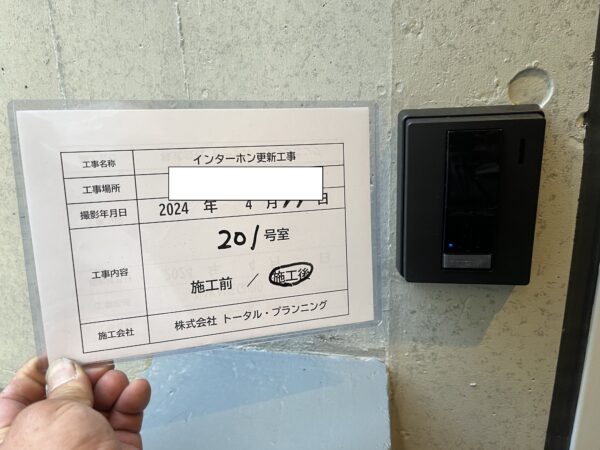 工事名称 インターホン更新工事
工事場所
撮影年月日 2024 年 4 月 日
工事内容 201号室
施工前 / 施工後
施工会社 株式会社 トータル・プランニング